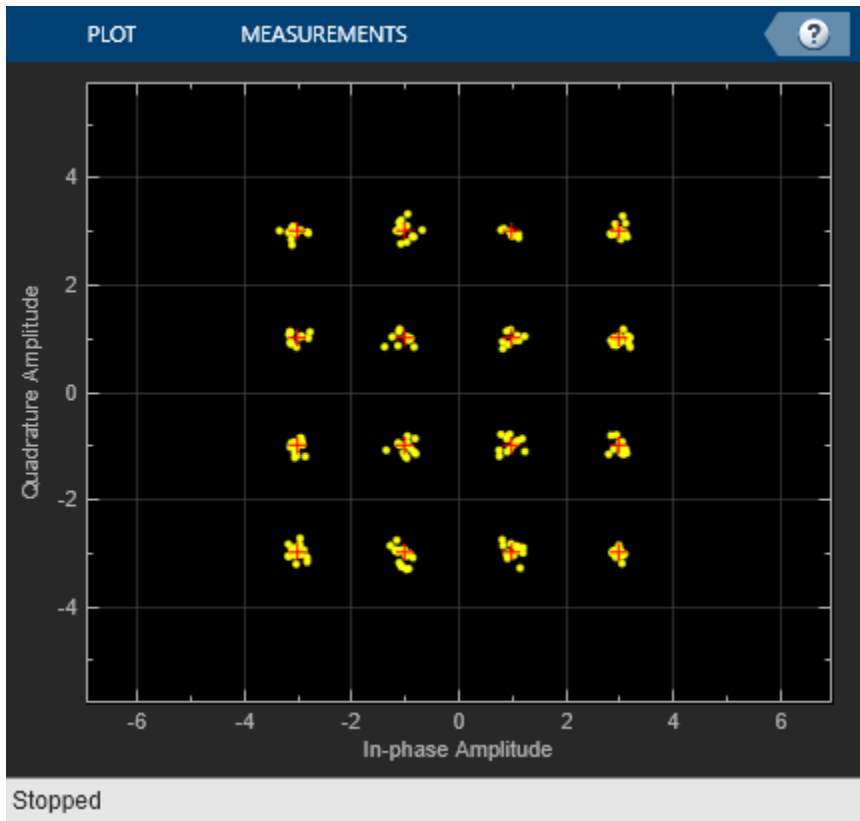 PLOT MEASUREMENTS ?
4
2
0
-2
-4
Quadrature Amplitude
-6 -4 -2 0 2 4 6
In-phase Amplitude
Stopped